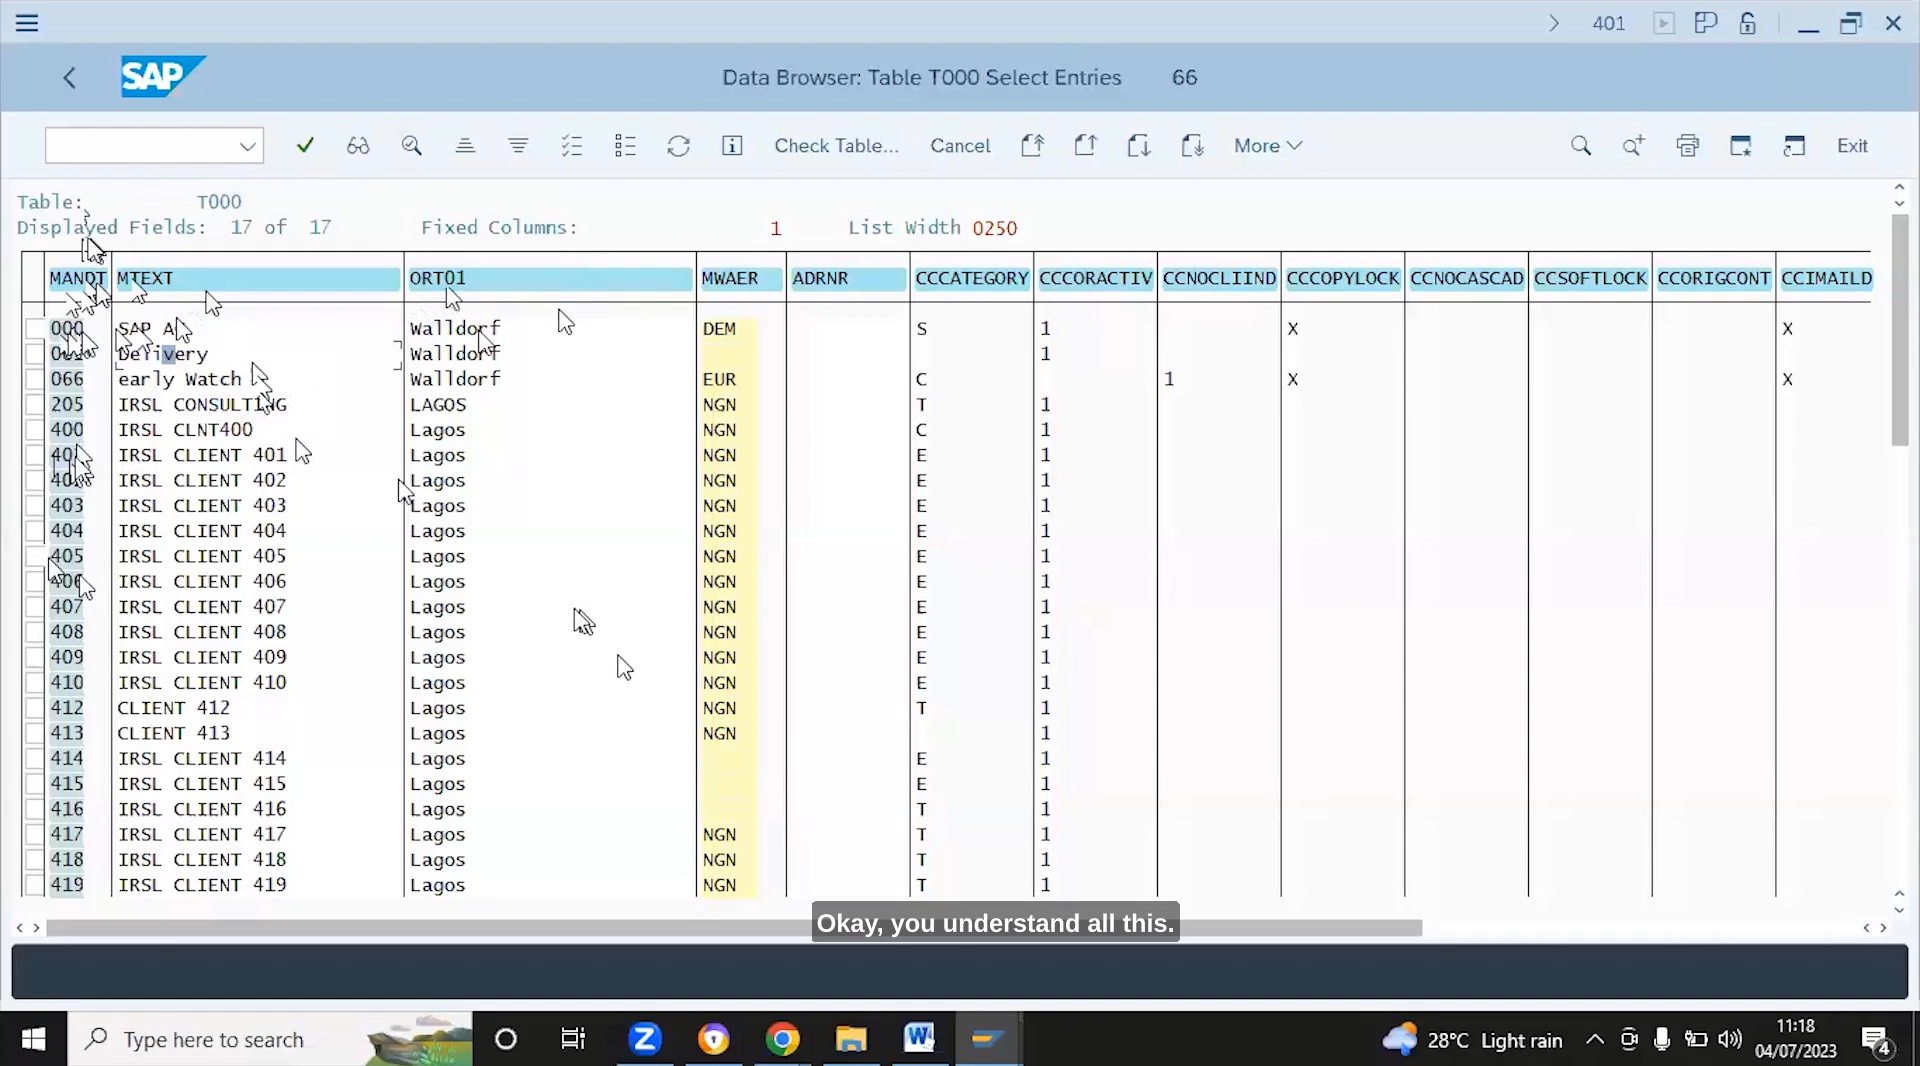 401
SAP
Data Browser: Table T000 Select Entries 66
Check Table... Cancel More Exit
Table: T000
Displayed Fields: 17 of 17 Fixed Columns: 1 List Width 0250
MANDT MTEXT ORT01 MWAER ADRNR CCCATEGORY CCCORACTIV CCNOCLIIND CCCOPYLOCK CCNOCASCAD CCSOFTLOCK CCORIGCONT CCIMAILD
000 SAP A Walldorf DEM S 1 X X
Delivery Walldorf 1
066 early Watch Walldorf EUR C 1 X X
205 IRSL CONSULTING LAGOS NGN T 1
400 IRSL CLNT400 Lagos NGN C 1
401 IRSL CLIENT 401 Lagos NGN E 1
402 IRSL CLIENT 402 Lagos NGN E 1
403 IRSL CLIENT 403 Lagos NGN E 1
404 IRSL CLIENT 404 Lagos NGN E 1
405 IRSL CLIENT 405 Lagos NGN E 1
406 IRSL CLIENT 406 Lagos NGN E 1
407 IRSL CLIENT 407 Lagos NGN E 1
408 IRSL CLIENT 408 Lagos NGN E 1
409 IRSL CLIENT 409 Lagos NGN E 1
410 IRSL CLIENT 410 Lagos NGN E 1
412 CLIENT 412 Lagos NGN T 1
413 CLIENT 413 Lagos NGN 1
414 IRSL CLIENT 414 Lagos E 1
415 IRSL CLIENT 415 Lagos E 1
416 IRSL CLIENT 416 Lagos T 1
417 IRSL CLIENT 417 Lagos NGN T 1
418 IRSL CLIENT 418 Lagos NGN T 1
419 IRSL CLIENT 419 Lagos NGN T 1
Okay, you understand all this.
Type here to search
28°C Light rain
11:18
04/07/2023
4